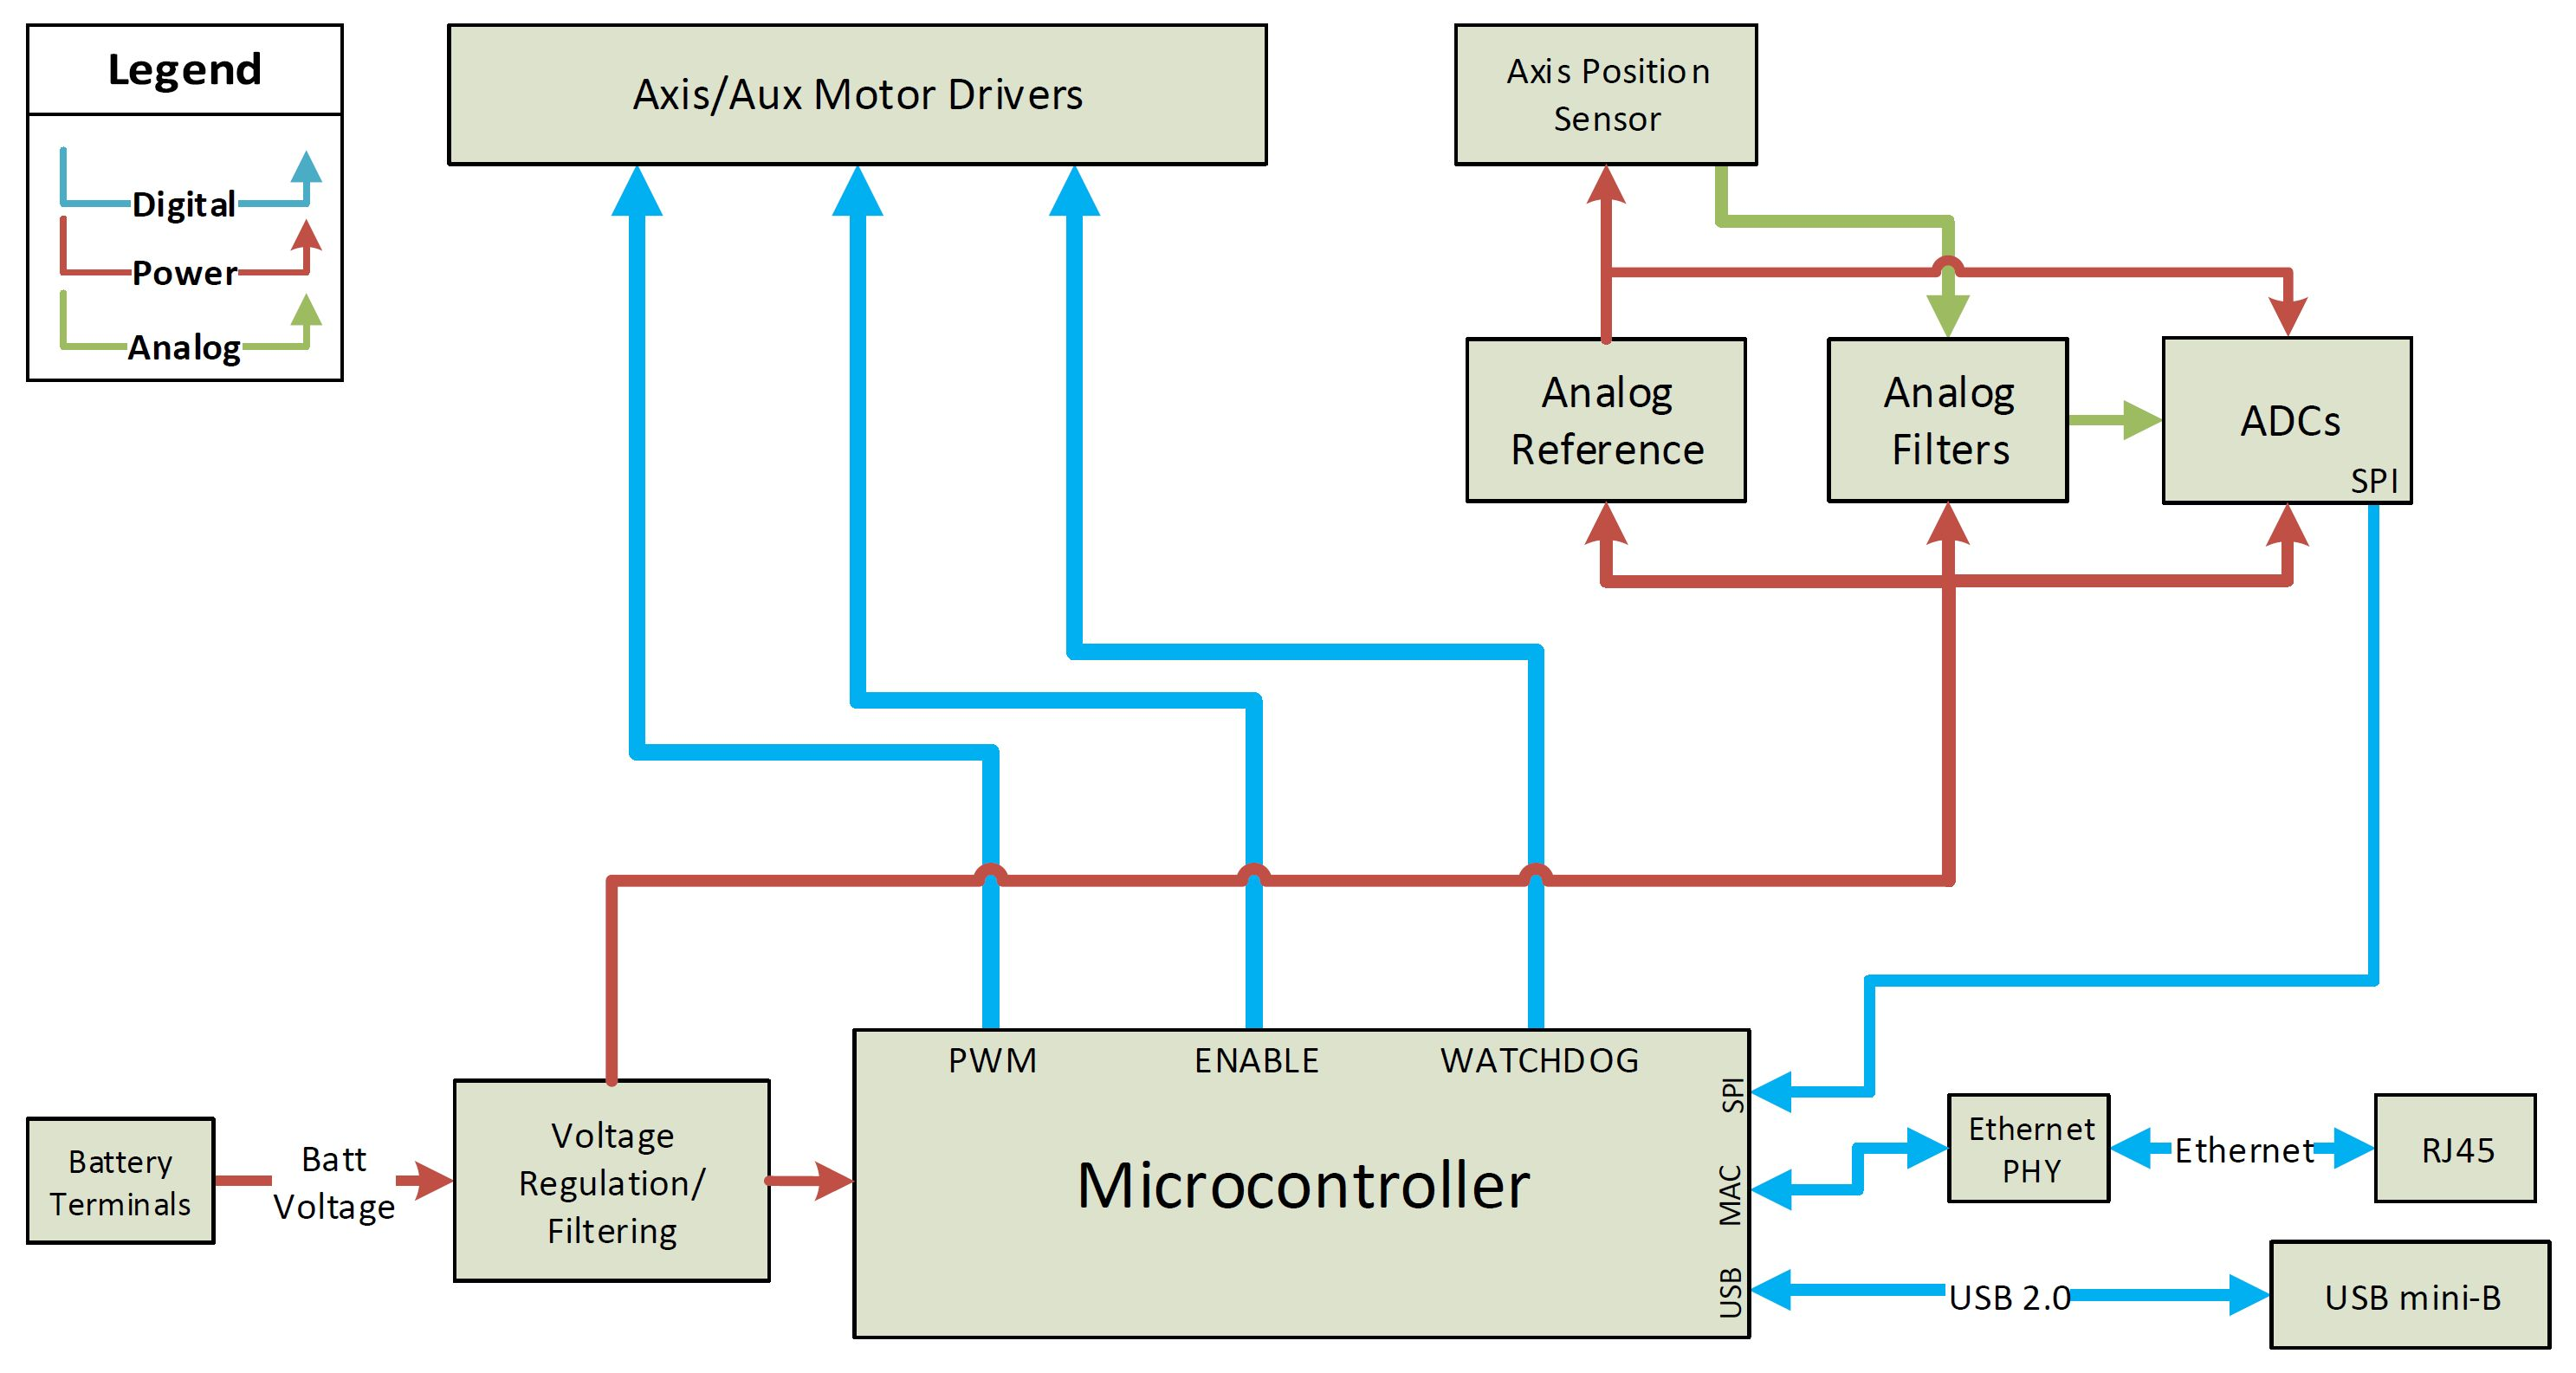 Legend
Digital
Power
Analog
Axis/Aux Motor Drivers
Axis Position
Sensor
Analog
Reference
Analog
Filters
ADCs
SPI
Battery
Terminals
Batt
Voltage
Voltage
Regulation/
Filtering
PWM
ENABLE
WATCHDOG
Microcontroller
SPI
MAC
USB
Ethernet
PHY
Ethernet
RJ45
USB 2.0
USB mini-B